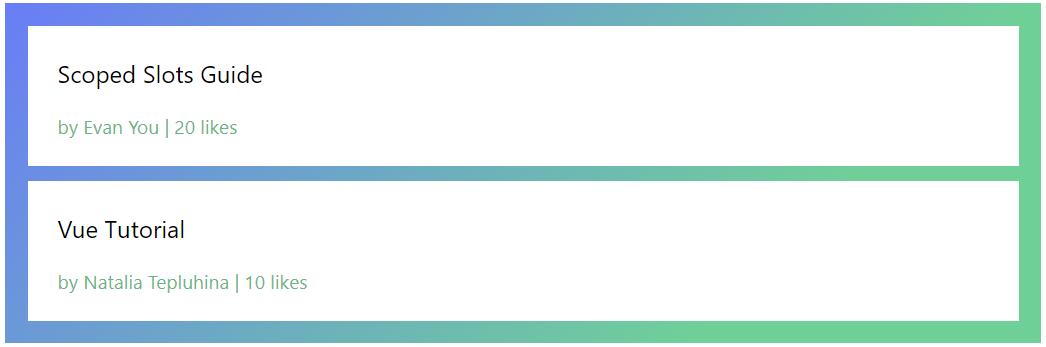 Scoped Slots Guide
by Evan You | 20 likes
Vue Tutorial
by Natalia Tepluhina | 10 likes